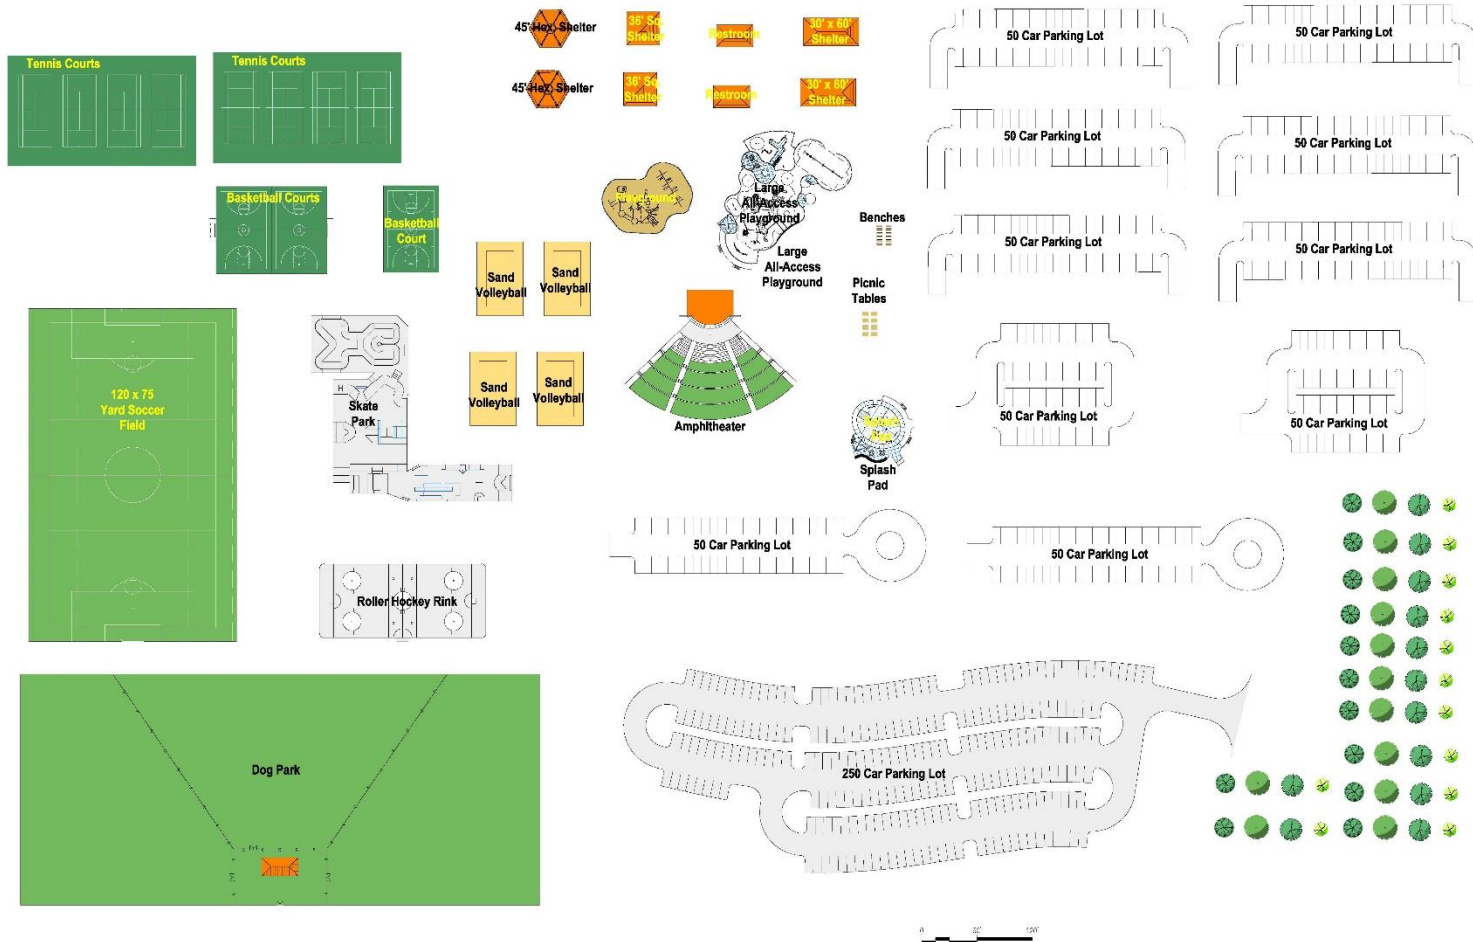 45' Hex. Shelter
36' Sq.
Shelter
Restroom
30' x 60'
Shelter
50 Car Parking Lot
50 Car Parking Lot
Tennis Courts
Tennis Courts
45' Hex. Shelter
36' Sq.
Shelter
Restroom
30' x 60'
Shelter
50 Car Parking Lot
50 Car Parking Lot
Basketball Courts
Basketball
Court
Playground
Large
All-Access
Playground
Large
All-Access
Playground
Benches
50 Car Parking Lot
50 Car Parking Lot
Sand
Volleyball
Sand
Volleyball
Picnic
Tables
120 x 75
Yard Soccer
Field
Skate
Park
Sand
Volleyball
Sand
Volleyball
Amphitheater
Splash
Pad
Splash
Pad
50 Car Parking Lot
50 Car Parking Lot
50 Car Parking Lot
50 Car Parking Lot
Roller Hockey Rink
Dog Park
250 Car Parking Lot
0
120'